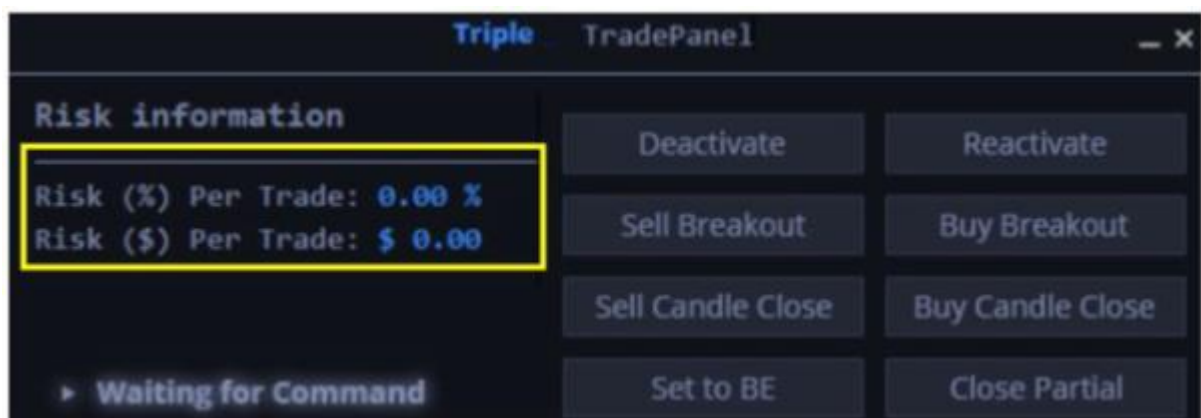 Triple TradePanel
Risk information
Risk (%) Per Trade: 0.00 %
Risk ($) Per Trade: $ 0.00
Waiting for Command
Deactivate Reactivate
Sell Breakout Buy Breakout
Sell Candle Close Buy Candle Close
Set to BE Close Partial